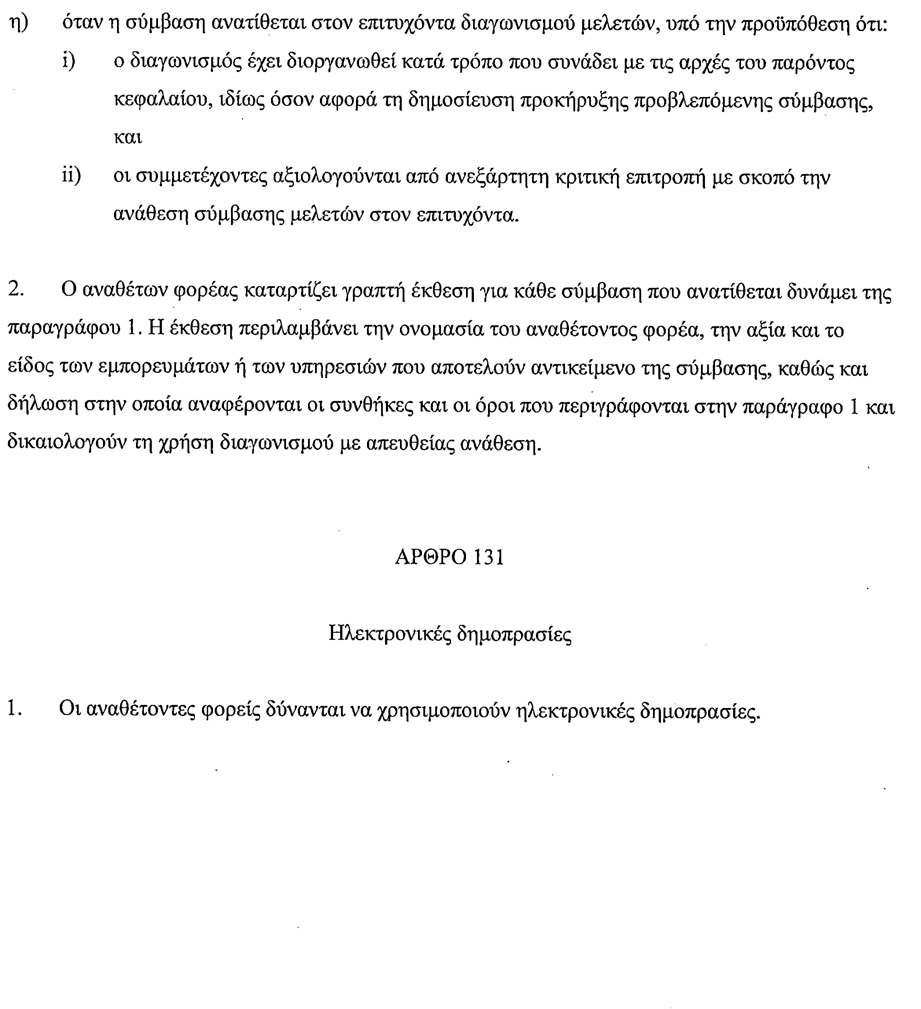 η) όταν η σύμβαση ανατίθεται στον επιτυχόντα διαγωνισμού μελετών, υπό την προϋπόθεση ότι:
i) ο διαγωνισμός έχει διοργανωθεί κατά τρόπο που συνάδει με τις αρχές του παρόντος
κεφαλαίου, ιδίως όσον αφορά τη δημοσίευση προκήρυξης προβλεπόμενης σύμβασης,
και
ii) οι συμμετέχοντες αξιολογούνται από ανεξάρτητη κριτική επιτροπή με σκοπό την
ανάθεση σύμβασης μελετών στον επιτυχόντα.
2. Ο αναθέτων φορέας καταρτίζει γραπτή έκθεση για κάθε σύμβαση που ανατίθεται δυνάμει της
παραγράφου 1. Η έκθεση περιλαμβάνει την ονομασία του αναθέτοντος φορέα, την αξία και το
είδος των εμπορευμάτων ή των υπηρεσιών που αποτελούν αντικείμενο της σύμβασης, καθώς και
δήλωση στην οποία αναφέρονται οι συνθήκες και οι όροι που περιγράφονται στην παράγραφο 1 και
δικαιολογούν τη χρήση διαγωνισμού με απευθείας ανάθεση.
ΑΡΘΡΟ 131
Ηλεκτρονικές δημοπρασίες
1. Οι αναθέτοντες φορείς δύνανται να χρησιμοποιούν ηλεκτρονικές δημοπρασίες.